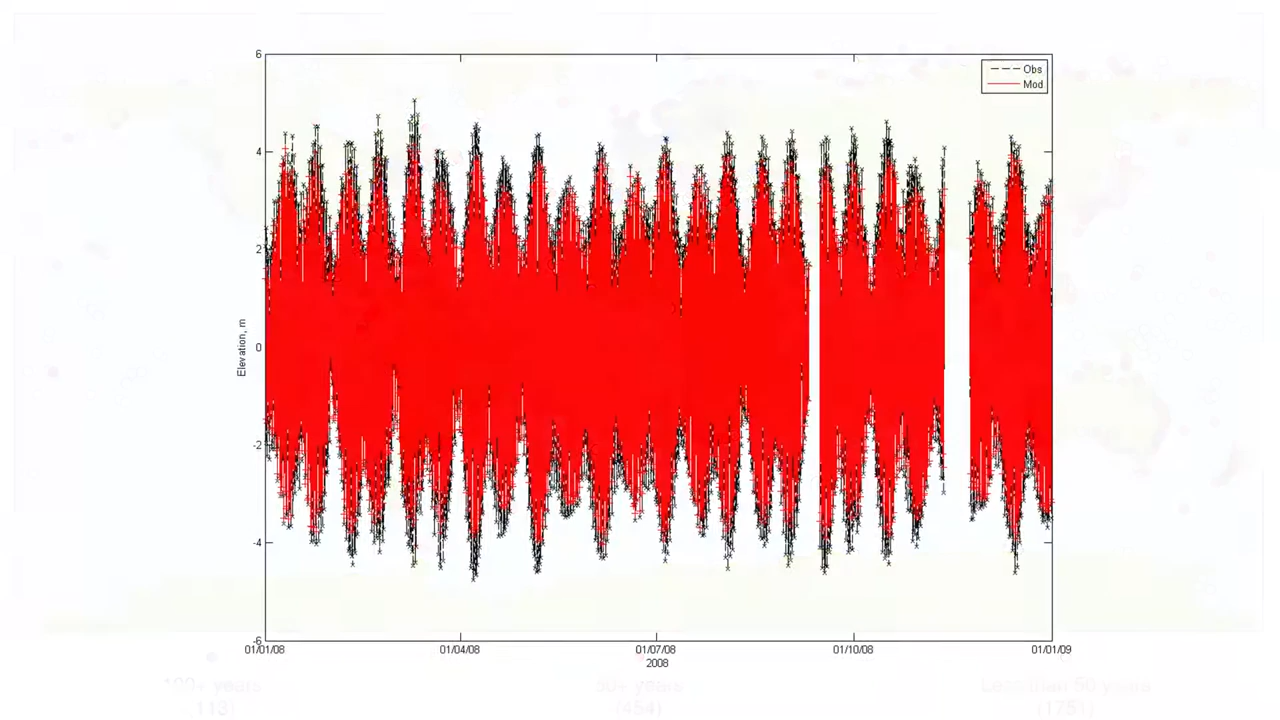 6
Obs
Mod
4
2
Elevation, m
0
-2
-4
-6
01/01/08
01/04/08
01/07/08
01/10/08
01/01/09
2008
100+ years
50+ years
Less than 50 years
(113)
(454)
(1751)